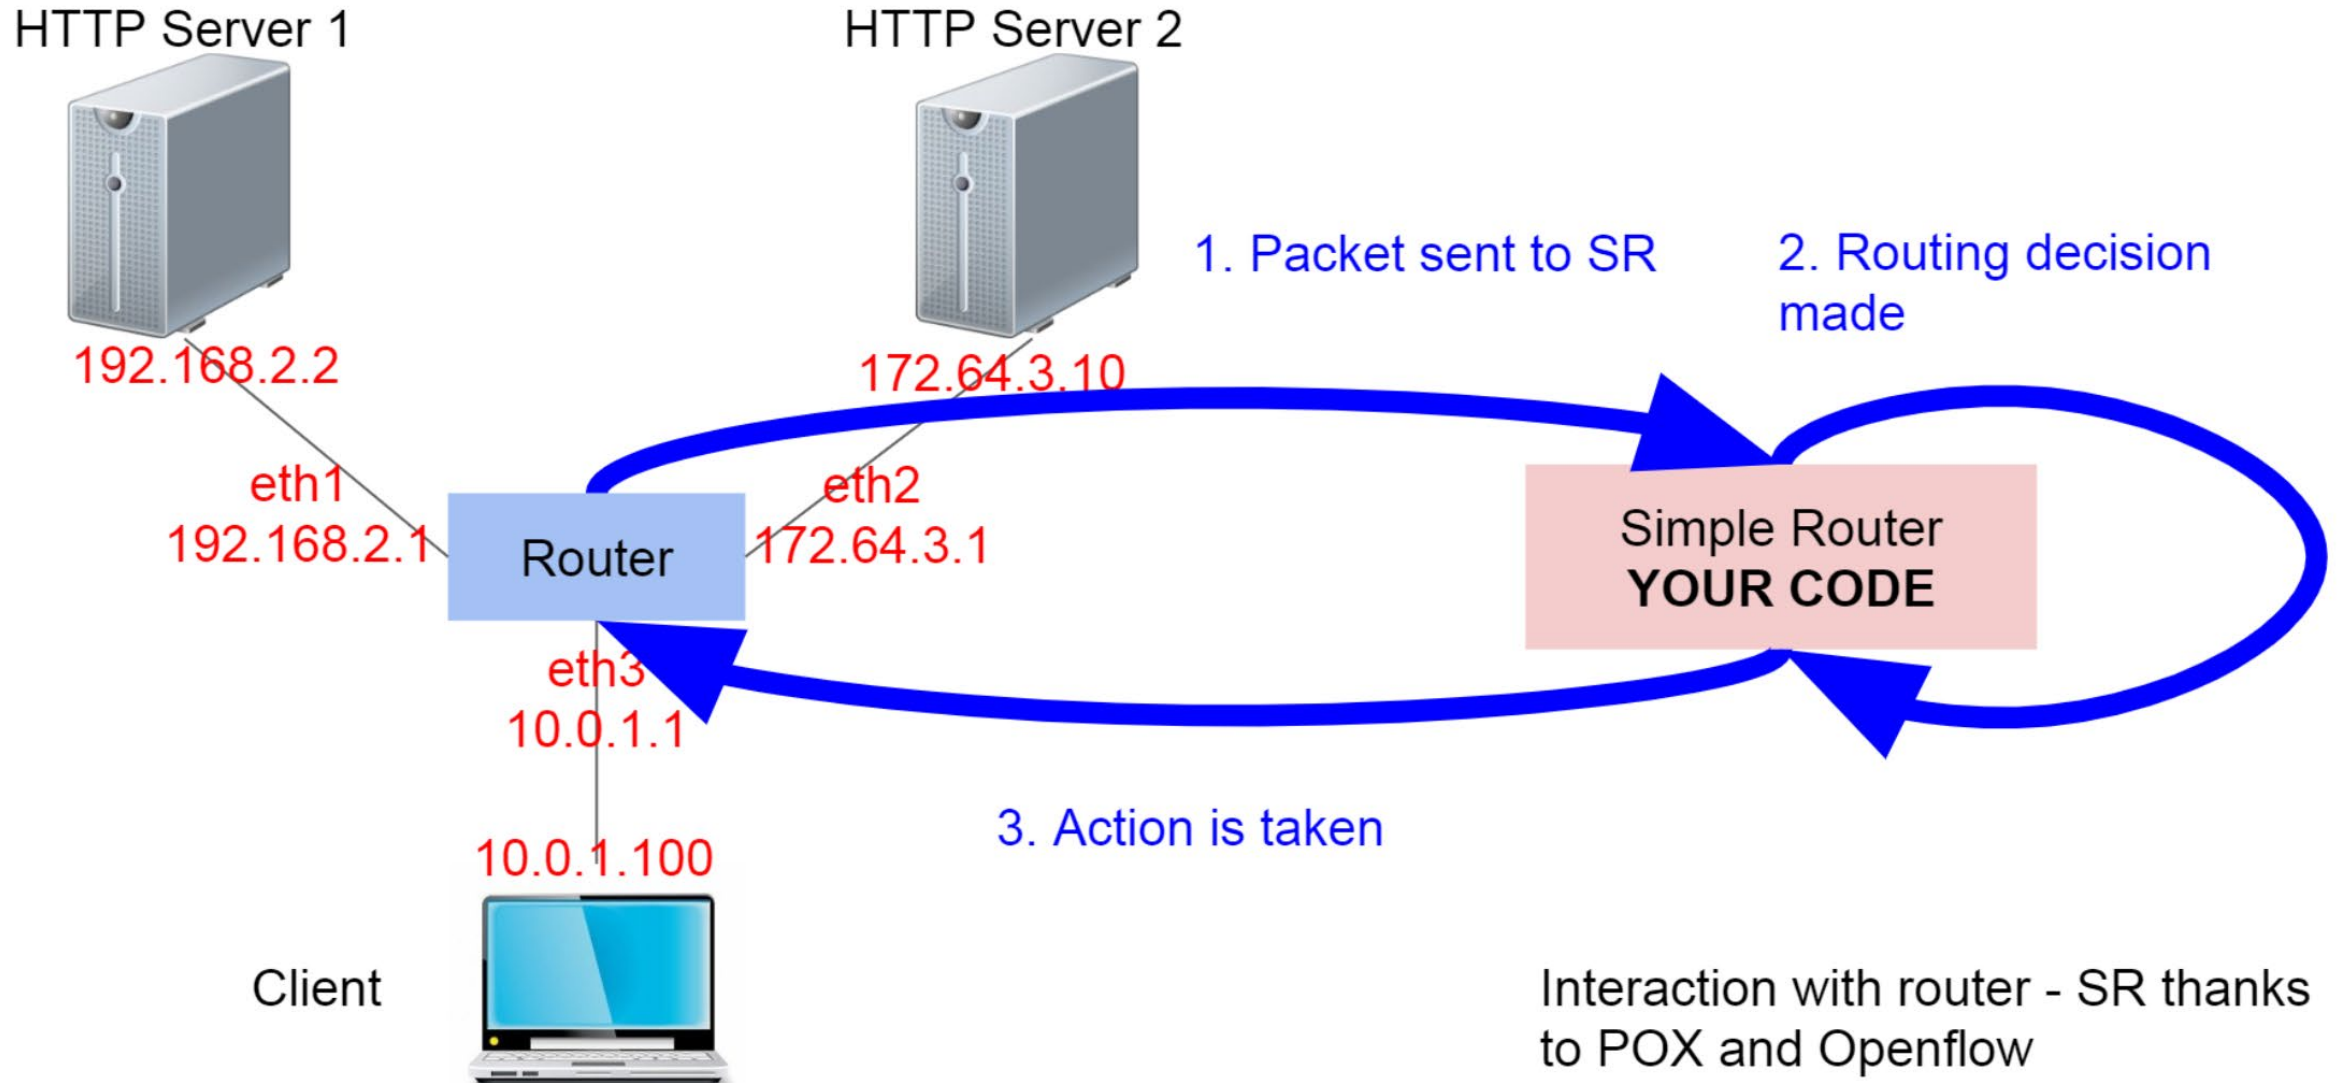 HTTP Server 1
HTTP Server 2
1. Packet sent to SR
2. Routing decision
made
192.168.2.2
172.64.3.10
eth1
192.168.2.1
Router
eth2
172.64.3.1
Simple Router
YOUR CODE
eth3
10.0.1.1
3. Action is taken
10.0.1.100
Client
Interaction with router - SR thanks
to POX and Openflow